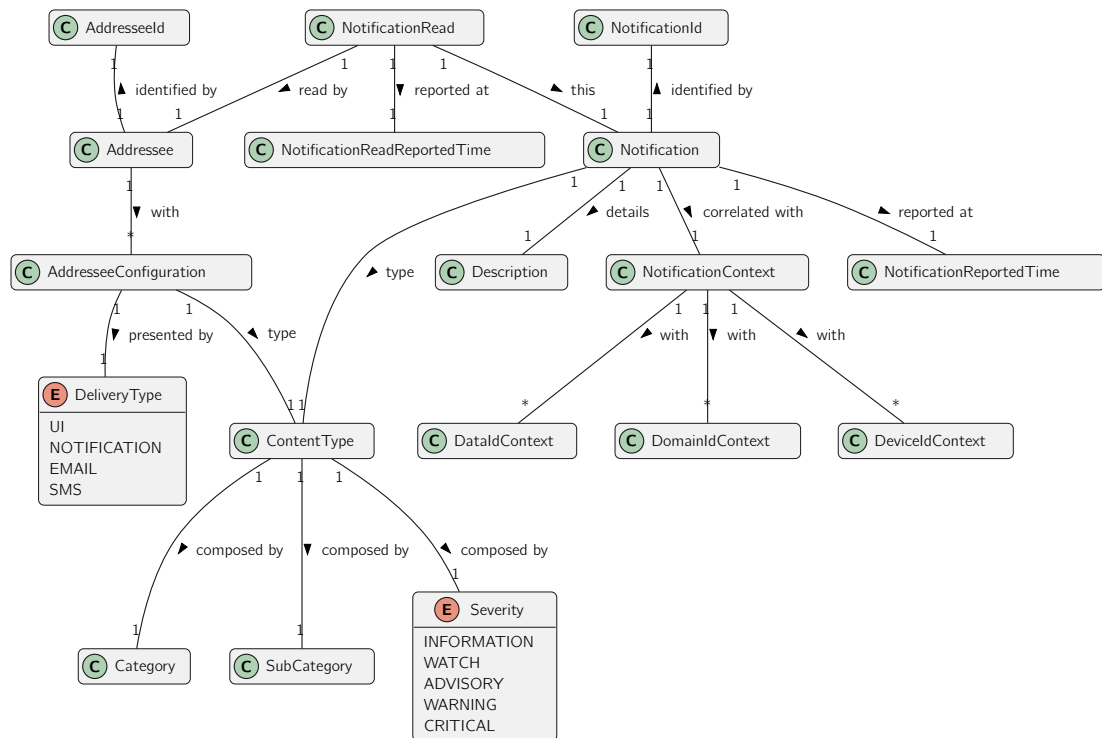 C AddresseeId
C NotificationRead
C NotificationId
1 1 1 1 1
identified by
read by
reported at
this
identified by
1 1 1 1 1
C Addressee
C NotificationReadReportedTime
C Notification
1 1 1 1 1
with
details
correlated with
reported at
* 1 1 1
C AddresseeConfiguration
C Description
C NotificationContext
C NotificationReportedTime
type
1 1 1 1 1
presented by
type
with
with
with
1
E DeliveryType
UI
NOTIFICATION
EMAIL
SMS
1 1 * * *
C ContentType
C DataIdContext
C DomainIdContext
C DeviceIdContext
1 1 1
composed by
composed by
composed by
1 1 1
C Category
C SubCategory
E Severity
INFORMATION
WATCH
ADVISORY
WARNING
CRITICAL